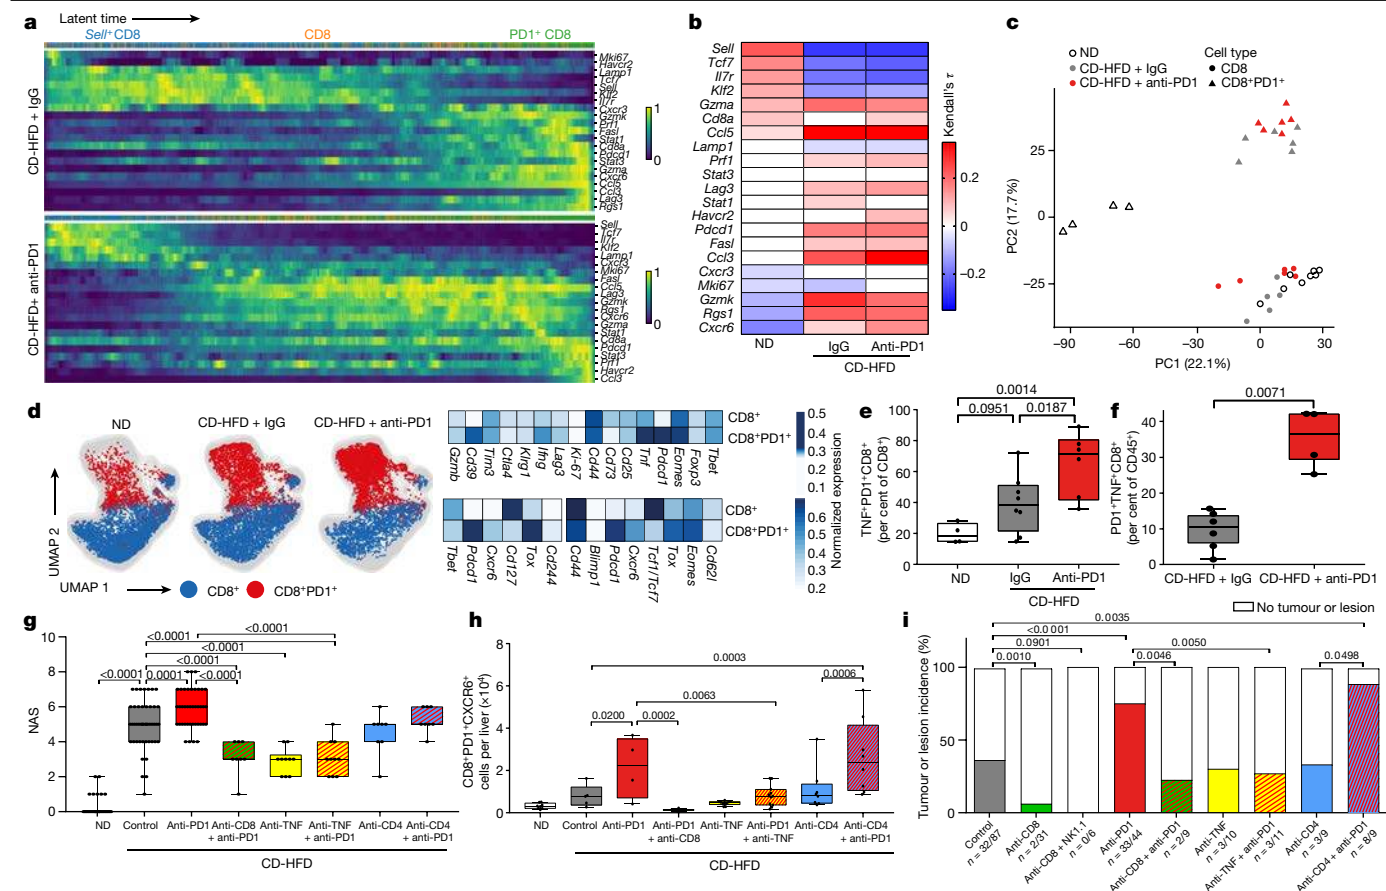 a
Latent time
Sell+CD8
CD8
PD1+ CD8
CD-HFD + IgG
Mki67
Havcr2
Lamp1
Tcf7
Sell
Klf2
Il7r
Cxcr3
Gzmk
Prf1
Fasl
Stat1
Cd8a
Pdcd1
Stat3
Gzma
Cxcr6
Ccl5
Ccl3
Lag3
Rgs1
1
0
CD-HFD+ anti-PD1
Sell
Tcf7
Il7r
Klf2
Lamp1
Cxcr3
Mki67
Fasl
Ccl5
Lag3
Gzmk
Rgs1
Cxcr6
Gzma
Stat1
Cd8a
Pdcd1
Stat3
Prf1
Havcr2
Ccl3
1
0
b
Sell
Tcf7
Il7r
Klf2
Gzma
Cd8a
Ccl5
Lamp1
Prf1
Stat3
Lag3
Stat1
Havcr2
Pdcd1
Fasl
Ccl3
Cxcr3
Mki67
Gzmk
Rgs1
Cxcr6
ND
IgG
Anti-PD1
CD-HFD
Kendall's τ
0.2
0
−0.2
c
ND
CD-HFD + IgG
CD-HFD + anti-PD1
Cell type
CD8
CD8+PD1+
PC2 (17.7%)
25
0
−25
−90
−60
−30
0
30
PC1 (22.1%)
d
ND
CD-HFD + IgG
CD-HFD + anti-PD1
UMAP 2
UMAP 1
CD8+
CD8+PD1+
CD8+
CD8+PD1+
Gzmb
Cd39
Tim3
Ctla4
Klrg1
Ifng
Lag3
Ki-67
Cd44
Cd73
Cd25
Tnf
Pdcd1
Eomes
Foxp3
Tbet
CD8+
CD8+PD1+
Tbet
Pdcd1
Cxcr6
Cd127
Tox
Cd244
Cd44
Blimp1
Pdcd1
Cxcr6
Tcf1/Tcf7
Tox
Eomes
Cd62l
0.5
0.4
0.3
0.2
0.1
0.6
0.5
0.4
0.3
0.2
Normalized expression
e
0.0014
0.0951
0.0187
TNF+PD1+CD8+
(per cent of CD8+)
100
80
60
40
20
0
ND
IgG
Anti-PD1
CD-HFD
f
0.0071
PD1+TNF+CD8+
(per cent of CD45+)
40
30
20
10
0
CD-HFD + IgG
CD-HFD + anti-PD1
g
<0.0001
<0.0001
<0.0001
<0.0001
<0.0001
0.0001
<0.0001
NAS
10
8
6
4
2
0
ND
Control
Anti-PD1
Anti-CD8
+ anti-PD1
Anti-TNF
Anti-TNF
+ anti-PD1
Anti-CD4
Anti-CD4
+ anti-PD1
CD-HFD
h
0.0003
0.0006
0.0063
0.0200
0.0002
CD8+PD1+CXCR6+
cells per liver (×10⁴)
8
6
4
2
0
ND
Control
Anti-PD1
Anti-PD1
+ anti-CD8
Anti-TNF
Anti-PD1
+ anti-TNF
Anti-CD4
Anti-CD4
+ anti-PD1
CD-HFD
i
No tumour or lesion
0.0035
<0.0001
0.0901
0.0050
0.0010
0.0046
0.0498
Tumour or lesion incidence (%)
100
50
0
Control
n = 32/87
Anti-CD8
n = 2/31
Anti-CD8 + NK1.1
n = 0/6
Anti-PD1
n = 33/44
Anti-CD8+ anti-PD1
n = 2/9
Anti-TNF
n = 3/10
Anti-TNF + anti-PD1
n = 3/11
Anti-CD4
n = 3/9
Anti-CD4+ anti-PD1
n = 8/9